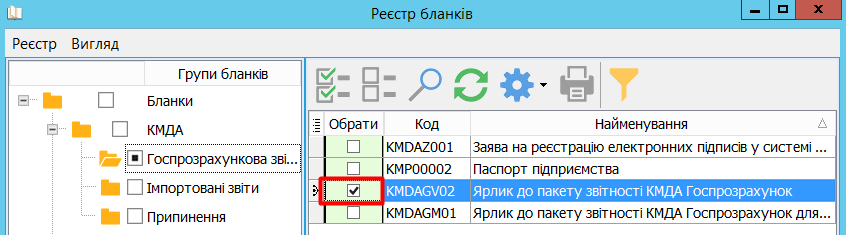 Реєстр бланків
Реєстр Вигляд
Групи бланків
Бланки
КМДА
Госпрозрахункова зві...
Імпортовані звіти
Припинення
Обрати Код Найменування
KMDAZ001 Заява на реєстрацію електронних підписів у системі ...
KMP00002 Паспорт підприємства
KMDAGV02 Ярлик до пакету звітності КМДА Госпрозрахунок
KMDAGM01 Ярлик до пакету звітності КМДА Госпрозрахунок для...